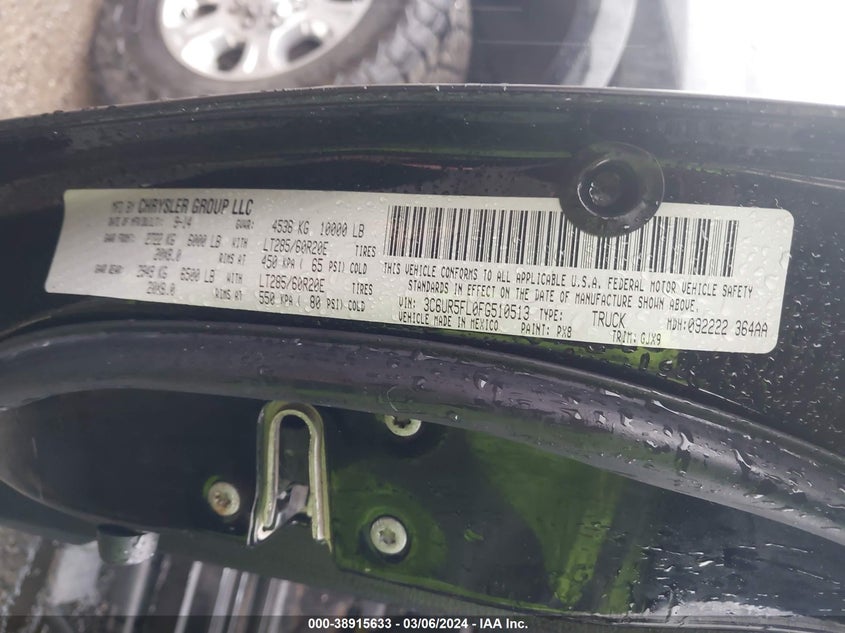 MFD BY CHRYSLER GROUP LLC
DATE OF MFR/BUILT: 9-14 GVWR: 4536 KG 10000 LB
GAWR FRONT: 2722 KG 6000 LB WITH LT285/60R20E TIRES
20X8.0 RIMS AT 450 KPA ( 65 PSI) COLD
GAWR REAR: 2949 KG 6500 LB WITH LT285/60R20E TIRES
20X8.0 RIMS AT 550 KPA ( 80 PSI) COLD
THIS VEHICLE CONFORMS TO ALL APPLICABLE U.S.A. FEDERAL MOTOR VEHICLE SAFETY
STANDARDS IN EFFECT ON THE DATE OF MANUFACTURE SHOWN ABOVE.
VIN: 3C6UR5FL0FG510513 TYPE: TRUCK MDH:092222 364AA
VEHICLE MADE IN MEXICO PAINT: PX8 TRIM: GJX9
000-38915633 - 03/06/2024 - IAA Inc.